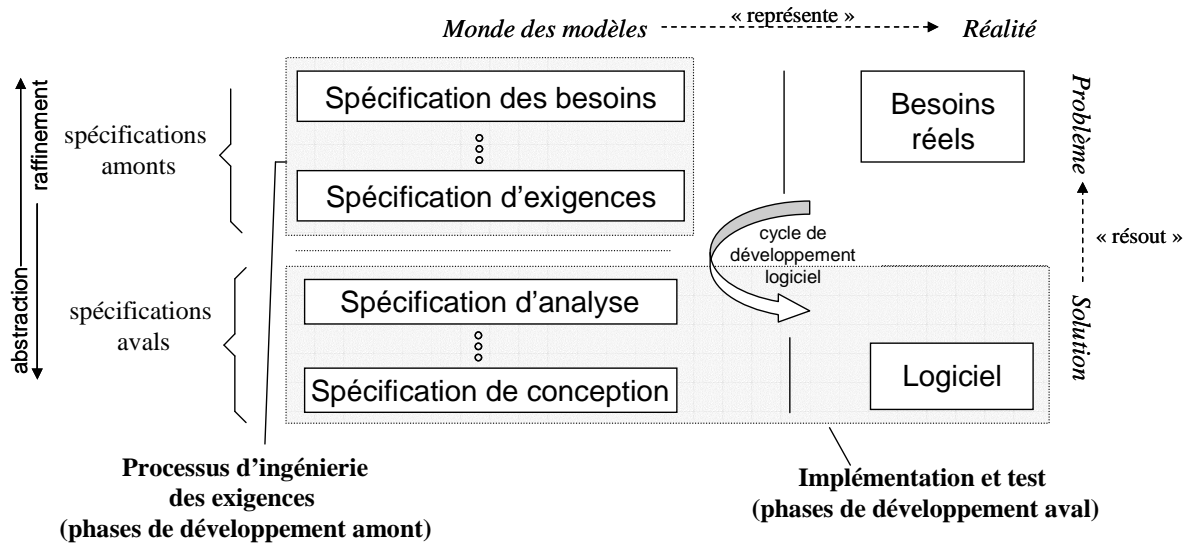 « représente »
Monde des modèles
Réalité
Spécification des besoins
Spécification d'exigences
spécifications
amonts
abstraction
raffinement
Besoins
réels
Problème
« résout »
Solution
cycle de
développement
logiciel
spécifications
avals
Spécification d'analyse
Spécification de conception
Logiciel
Processus d'ingénierie
des exigences
(phases de développement amont)
Implémentation et test
(phases de développement aval)